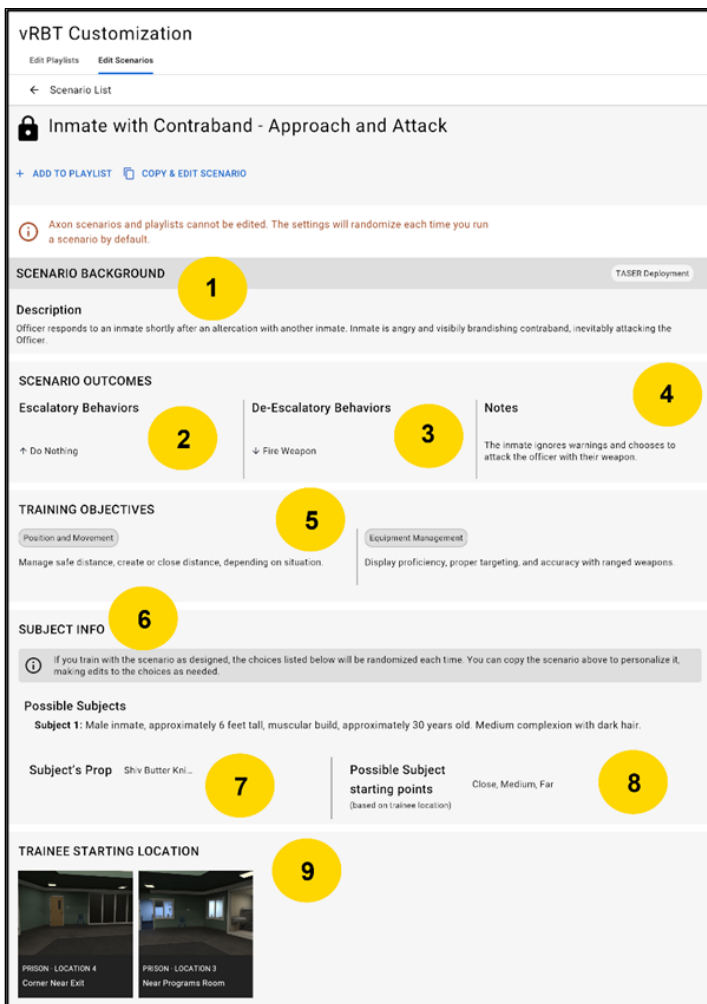 vRBT Customization
Edit Playlists Edit Scenarios
← Scenario List
Inmate with Contraband - Approach and Attack
+ ADD TO PLAYLIST COPY & EDIT SCENARIO
Axon scenarios and playlists cannot be edited. The settings will randomize each time you run
a scenario by default.
SCENARIO BACKGROUND
1
TASER Deployment
Description
Officer responds to an inmate shortly after an altercation with another inmate. Inmate is angry and visibily brandishing contraband, inevitably attacking the
Officer.
SCENARIO OUTCOMES
Escalatory Behaviors
↑ Do Nothing
2
De-Escalatory Behaviors
↓ Fire Weapon
3
Notes
4
The inmate ignores warnings and chooses to
attack the officer with their weapon.
TRAINING OBJECTIVES
5
Position and Movement
Manage safe distance, create or close distance, depending on situation.
Equipment Management
Display proficiency, proper targeting, and accuracy with ranged weapons.
6
SUBJECT INFO
If you train with the scenario as designed, the choices listed below will be randomized each time. You can copy the scenario above to personalize it,
making edits to the choices as needed.
Possible Subjects
Subject 1: Male inmate, approximately 6 feet tall, muscular build, approximately 30 years old. Medium complexion with dark hair.
Subject's Prop Shiv Butter Kni...
7
Possible Subject
starting points
(based on trainee location)
Close, Medium, Far
8
TRAINEE STARTING LOCATION
9
PRISON - LOCATION 4
Corner Near Exit
PRISON - LOCATION 3
Near Programs Room